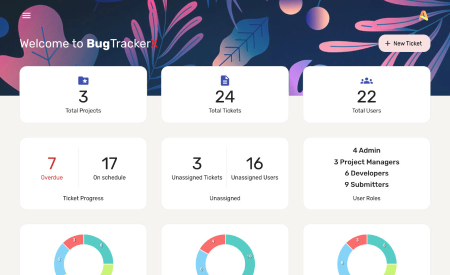 Welcome to BugTrackerX
+ New Ticket
3
Total Projects
24
Total Tickets
22
Total Users
7
Overdue
17
On schedule
Ticket Progress
3
Unassigned Tickets
16
Unassigned Users
Unassigned
4 Admin
3 Project Managers
6 Developers
9 Submitters
User Roles